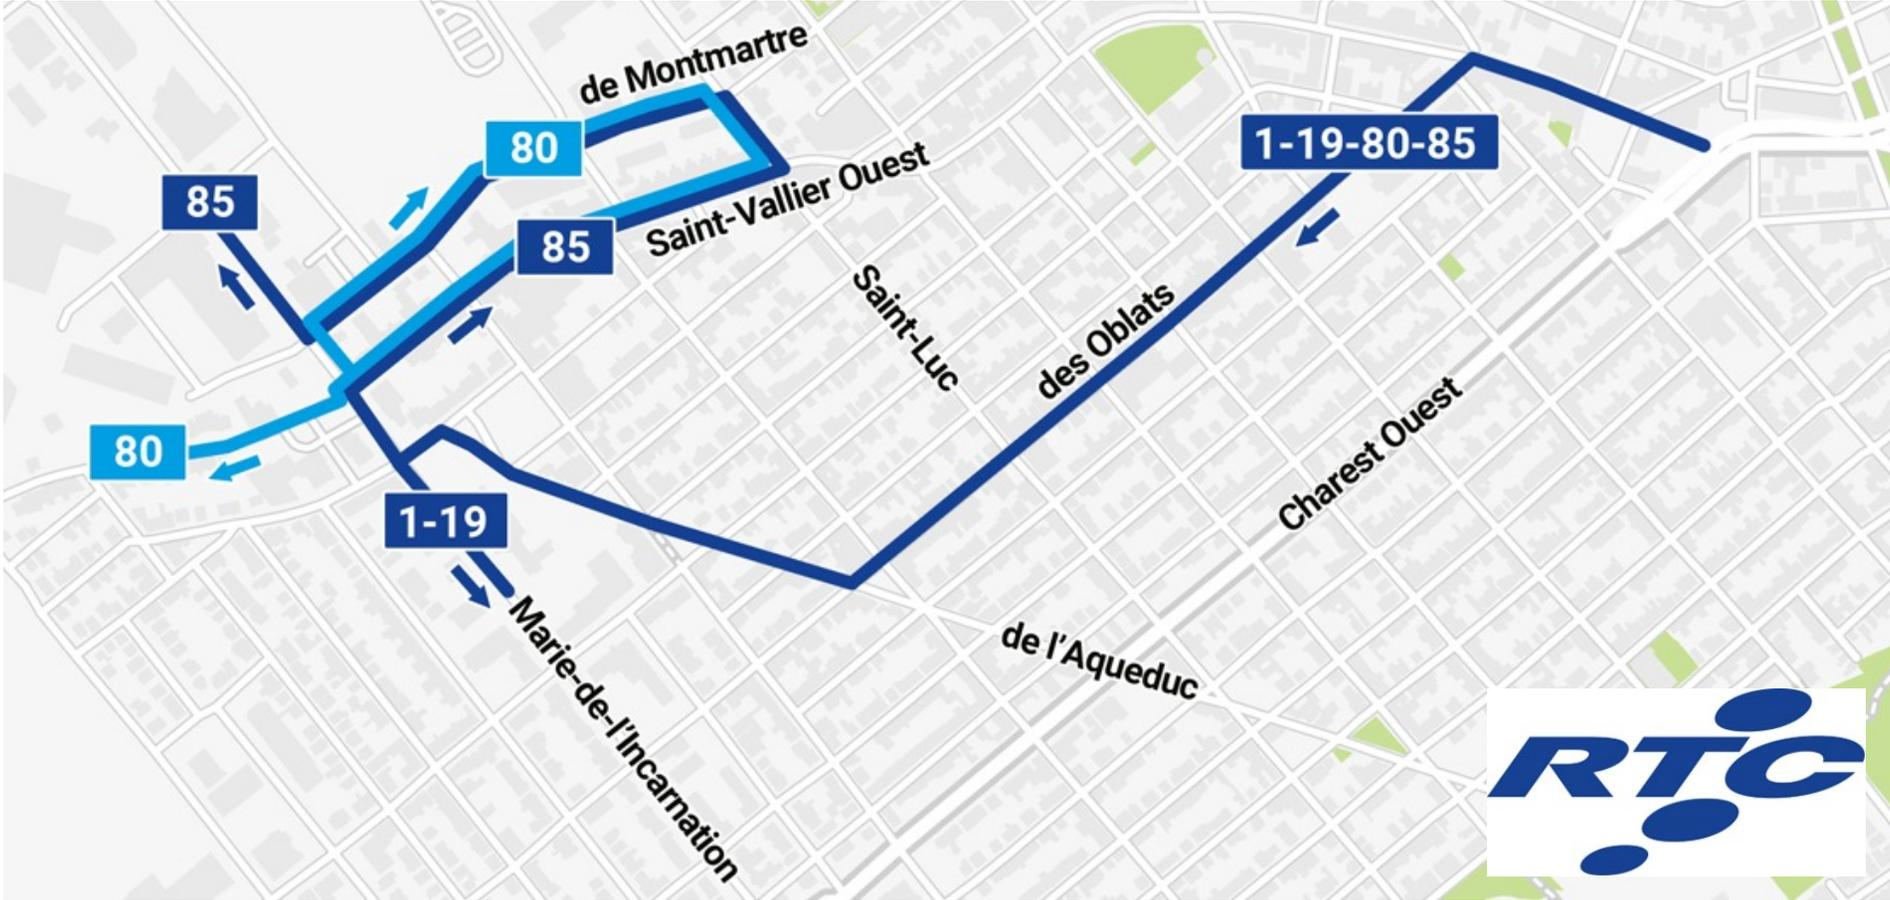 de Montmartre
80
1-19-80-85
Saint-Vallier Ouest
85
85
Saint-Luc
des Oblats
80
Charest Ouest
1-19
Marie-de-l'Incarnation
de l'Aqueduc
RTC